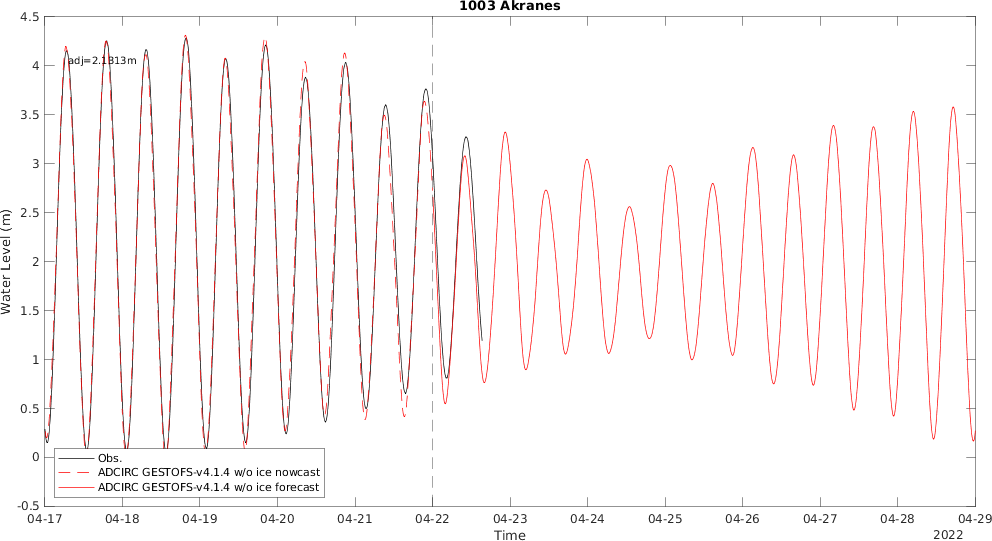 1003 Akranes
4.5
4
3.5
3
2.5
2
1.5
1
0.5
0
-0.5
Water Level (m)
adj=2.1813m
Obs.
ADCIRC GESTOFS-v4.1.4 w/o ice nowcast
ADCIRC GESTOFS-v4.1.4 w/o ice forecast
04-17 04-18 04-19 04-20 04-21 04-22 04-23 04-24 04-25 04-26 04-27 04-28 04-29
Time
2022